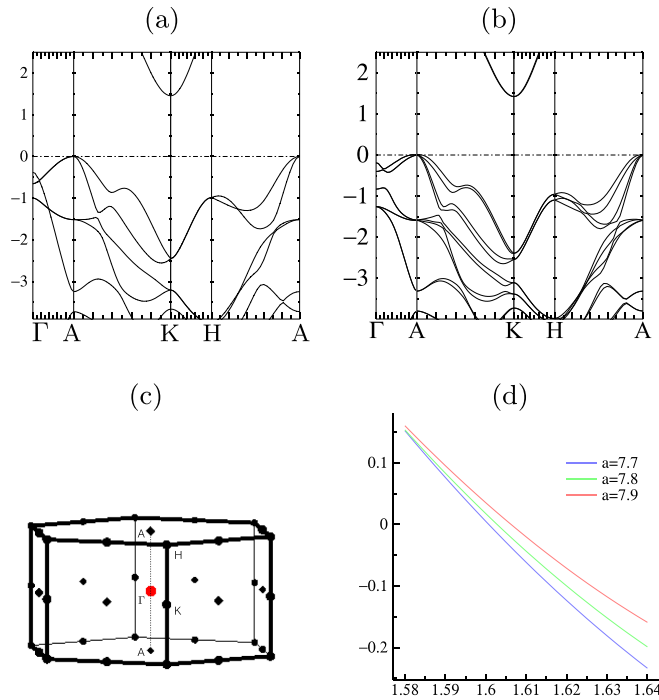 (a) (b)
2 2
1 1
0 0
−1 −1
−2 −2
−3 −3
Γ A K H A Γ A K H A
(c) (d)
A
H
Γ
K
A
a=7.7
a=7.8
a=7.9
0.1
0
−0.1
−0.2
1.58 1.59 1.6 1.61 1.62 1.63 1.64